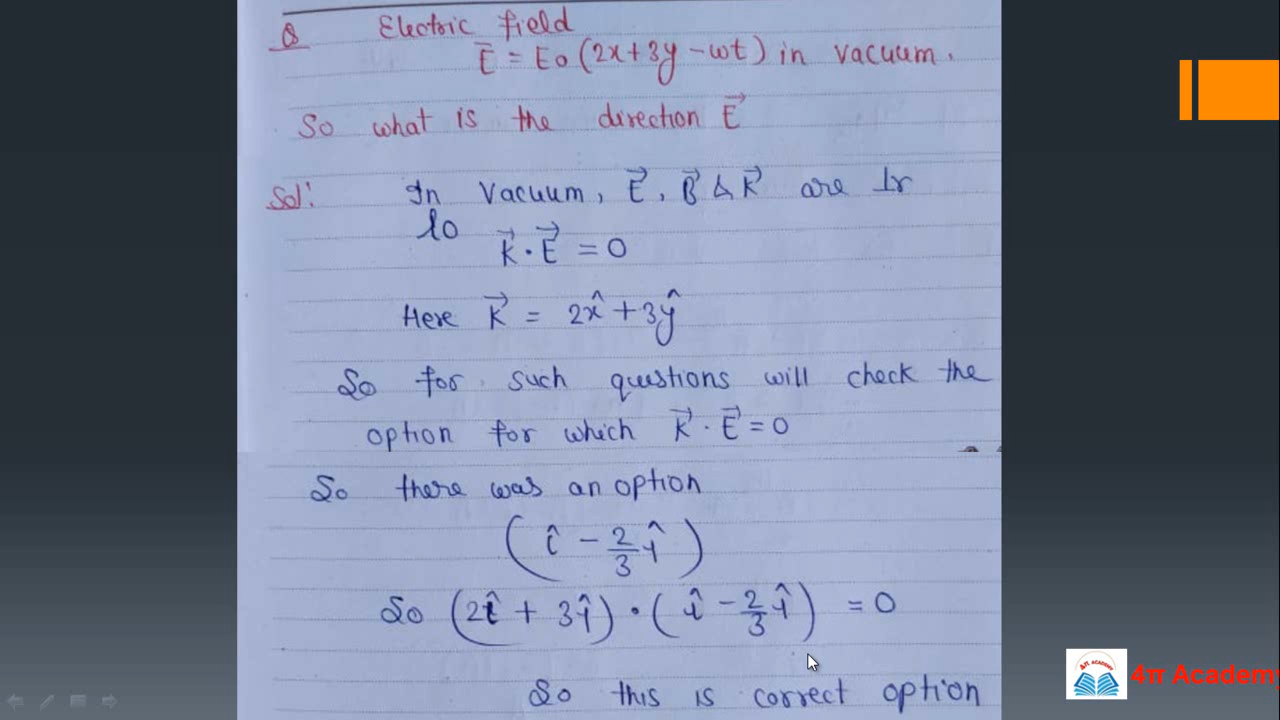 Q Electric field
E⃗ = E0 (2x + 3y - ωt) in vacuum.
So what is the direction E⃗
Sol: In vacuum, E⃗, B⃗ & K⃗ are ⊥r
So K⃗ · E⃗ = 0
Here K⃗ = 2x̂ + 3ŷ
So for such questions will check the
option for which K⃗ · E⃗ = 0
So there was an option
(î - 2/3 ĵ)
So (2î + 3ĵ) · (î - 2/3 ĵ) = 0
So this is correct option
4π ACADEMY
4π Academy